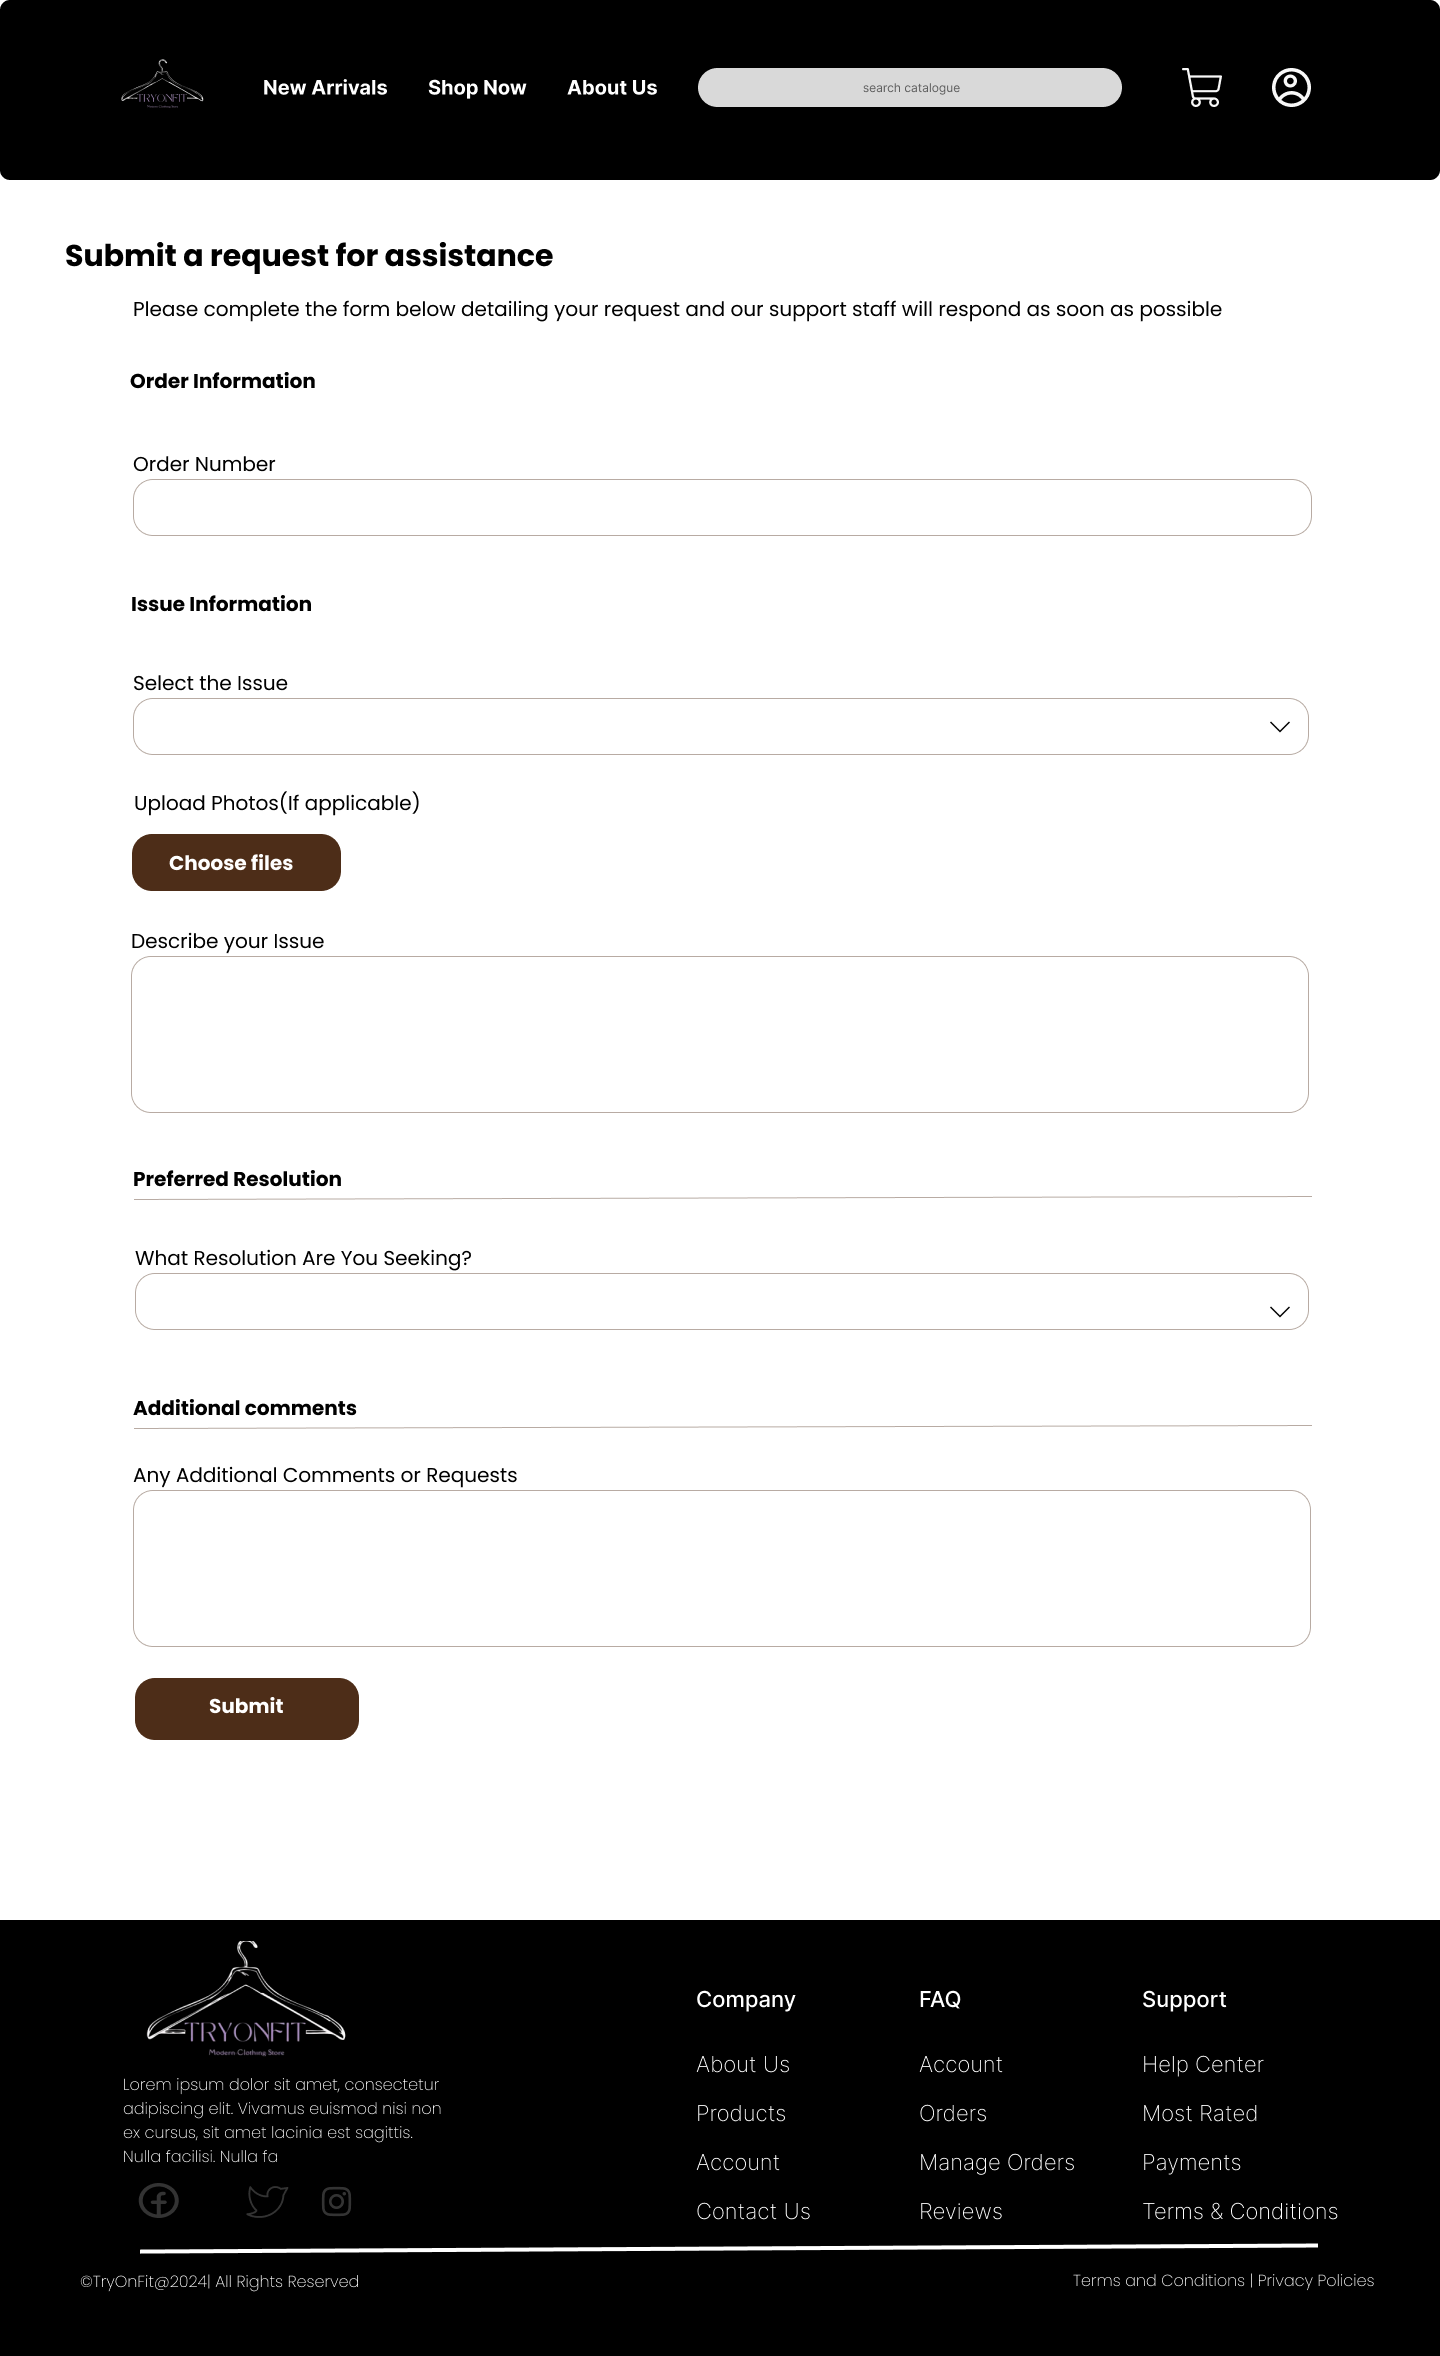 TRYONFIT
New Arrivals
Shop Now
About Us
search catalogue
Submit a request for assistance
Please complete the form below detailing your request and our support staff will respond as soon as possible
Order Information
Order Number
Issue Information
Select the Issue
Upload Photos(If applicable)
Choose files
Describe your Issue
Preferred Resolution
What Resolution Are You Seeking?
Additional comments
Any Additional Comments or Requests
Submit
TRYONFIT
Modern Clothing Store
Lorem ipsum dolor sit amet, consectetur
adipiscing elit. Vivamus euismod nisi non
ex cursus, sit amet lacinia est sagittis.
Nulla facilisi. Nulla fa
Company
About Us
Products
Account
Contact Us
FAQ
Account
Orders
Manage Orders
Reviews
Support
Help Center
Most Rated
Payments
Terms & Conditions
©TryOnFit@2024| All Rights Reserved
Terms and Conditions | Privacy Policies